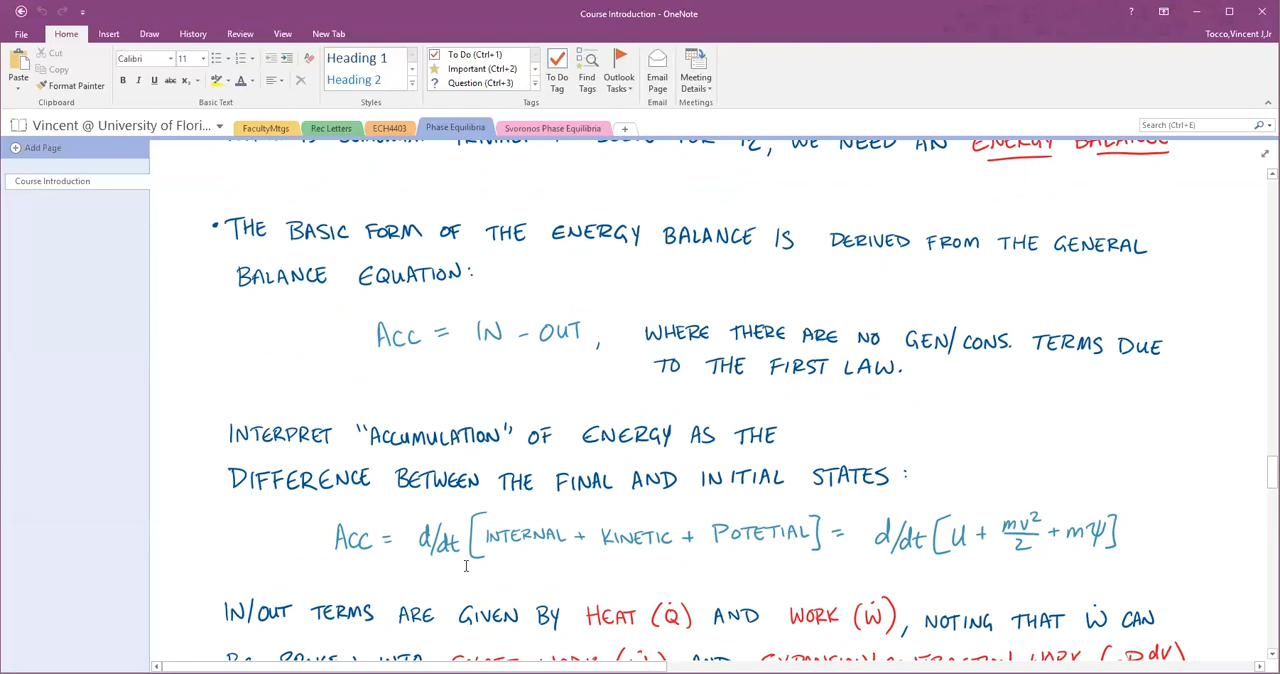 Course Introduction - OneNote
File Home Insert Draw History Review View New Tab
Tocco,Vincent J,Jr
Paste
Cut
Copy
Format Painter
Clipboard
Calibri 11
B I U abc
Basic Text
Heading 1
Heading 2
Styles
To Do (Ctrl+1)
Important (Ctrl+2)
Question (Ctrl+3)
To Do Tag
Find Tags
Outlook Tasks
Tags
Email Page
Email
Meeting Details
Meetings
Vincent @ University of Flori...
FacultyMtgs
Rec Letters
ECH4403
Phase Equilibria
Svoronos Phase Equilibria
Search (Ctrl+E)
Add Page
Course Introduction
WE NEED AN ENERGY BALANCE
• THE BASIC FORM OF THE ENERGY BALANCE IS DERIVED FROM THE GENERAL
BALANCE EQUATION:
ACC = IN - OUT, WHERE THERE ARE NO GEN/CONS. TERMS DUE
TO THE FIRST LAW.
INTERPRET "ACCUMULATION" OF ENERGY AS THE
DIFFERENCE BETWEEN THE FINAL AND INITIAL STATES:
ACC = d/dt [INTERNAL + KINETIC + POTETIAL] = d/dt [U + mv²/2 + mψ]
IN/OUT TERMS ARE GIVEN BY HEAT (Q̇) AND WORK (Ẇ), NOTING THAT Ẇ CAN